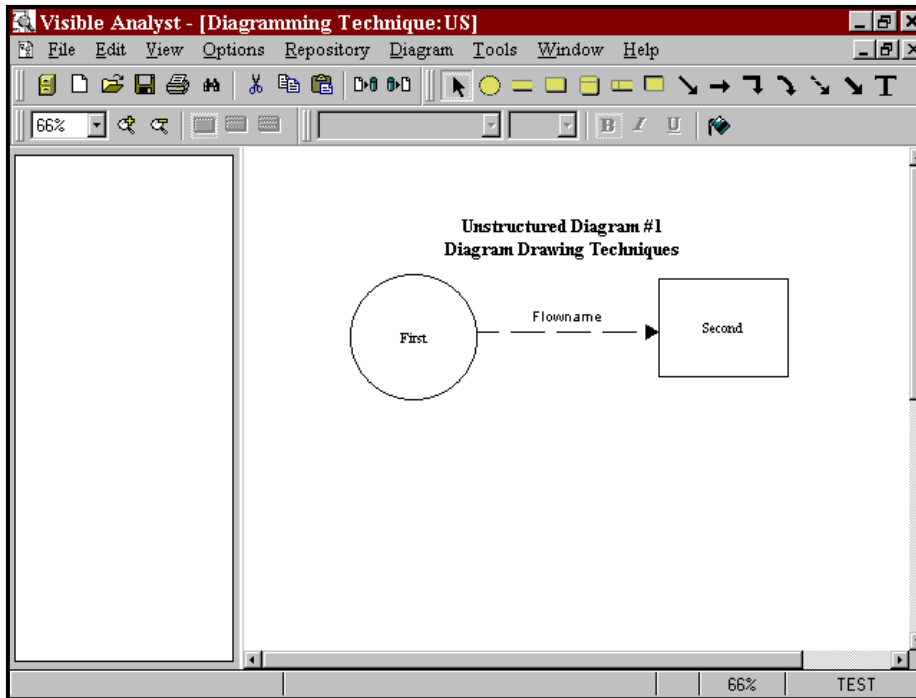 Visible Analyst - [Diagramming Technique:US]
File Edit View Options Repository Diagram Tools Window Help
T
66% B I U
Unstructured Diagram #1
Diagram Drawing Techniques
Flowname
First Second
66% TEST